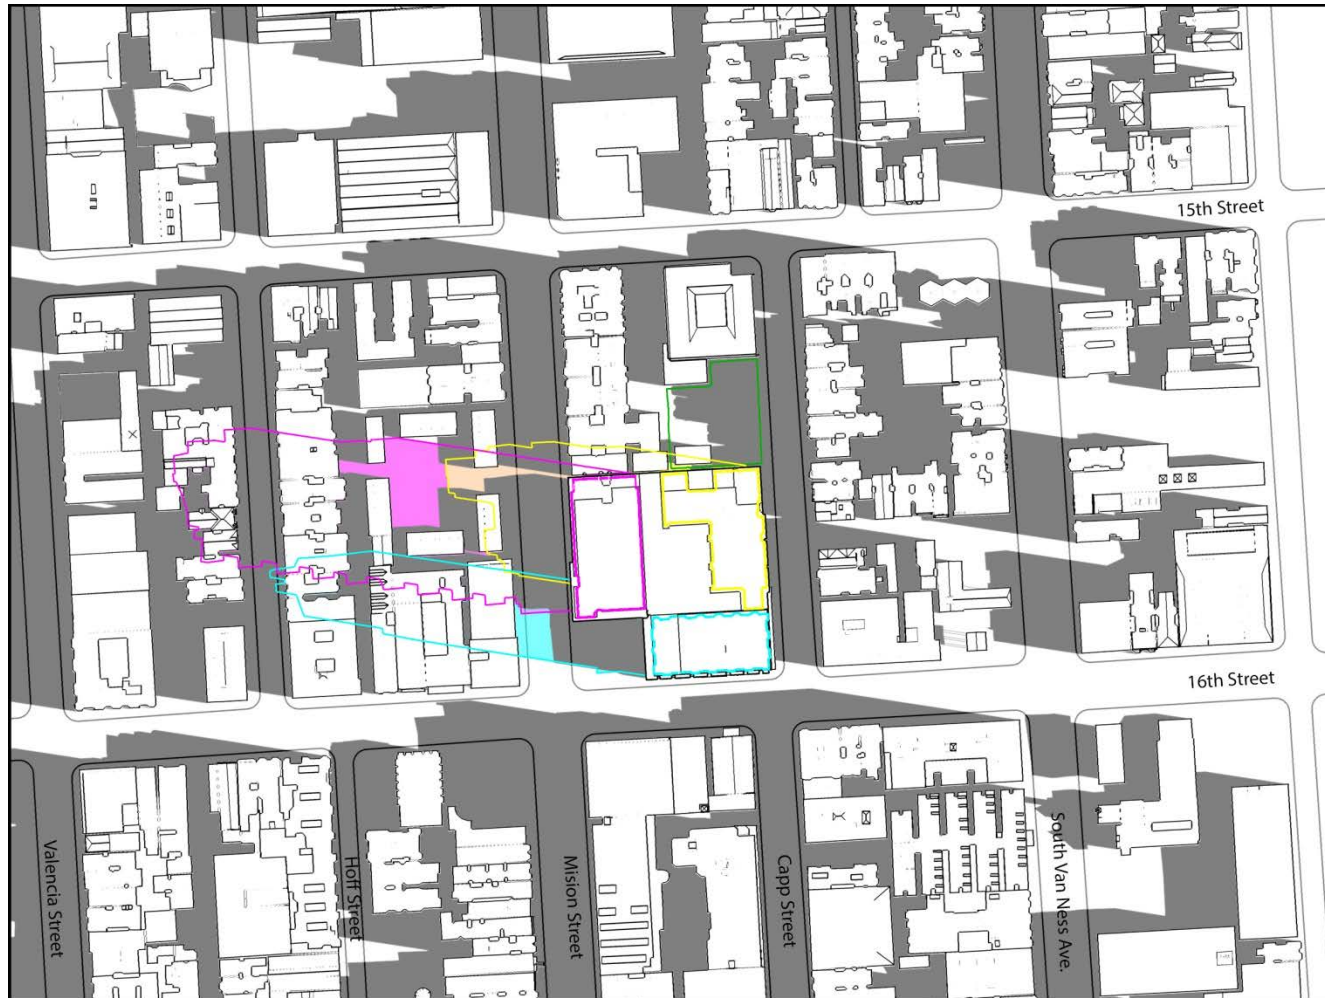 15th Street
16th Street
Valencia Street
Hoff Street
Mision Street
Capp Street
South Van Ness Ave.